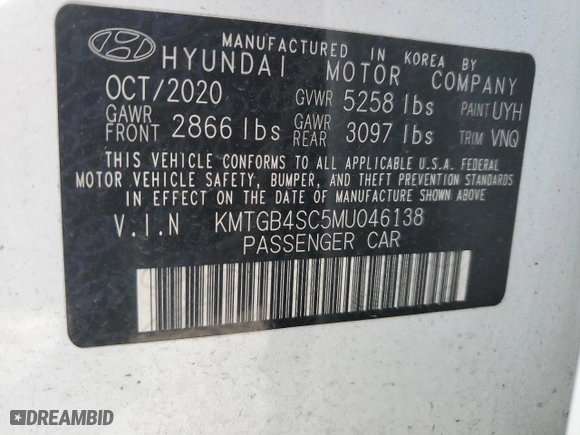 MANUFACTURED IN KOREA BY
HYUNDAI MOTOR COMPANY
OCT/2020 GVWR 5258 lbs PAINT UYH
GAWR FRONT 2866 lbs GAWR REAR 3097 lbs TRIM VNQ
THIS VEHICLE CONFORMS TO ALL APPLICABLE U.S.A. FEDERAL
MOTOR VEHICLE SAFETY, BUMPER, AND THEFT PREVENTION STANDARDS
IN EFFECT ON THE DATE OF MANUFACTURE SHOWN ABOVE.
V.I.N KMTGB4SC5MU046138
PASSENGER CAR
DREAMBID